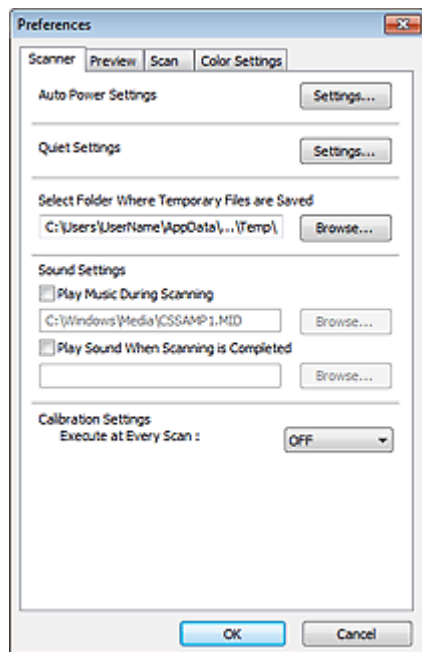 Preferences
Scanner Preview Scan Color Settings
Auto Power Settings Settings...
Quiet Settings Settings...
Select Folder Where Temporary Files are Saved
C:\Users\UserName\AppData\...\Temp\ Browse...
Sound Settings
Play Music During Scanning
C:\Windows\Media\CSSAMP1.MID Browse...
Play Sound When Scanning is Completed
Browse...
Calibration Settings
Execute at Every Scan : OFF
OK Cancel